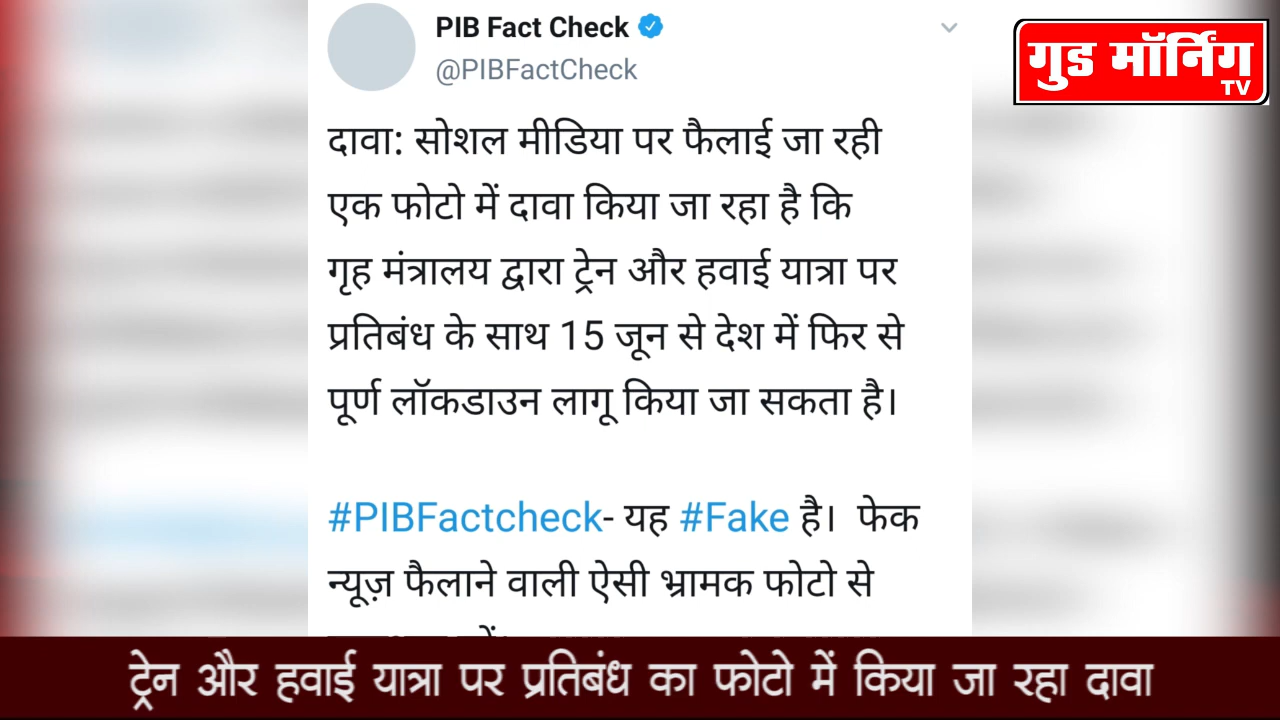 PIB Fact Check
@PIBFactCheck
गुड मॉर्निंग
TV
दावा: सोशल मीडिया पर फैलाई जा रही
एक फोटो में दावा किया जा रहा है कि
गृह मंत्रालय द्वारा ट्रेन और हवाई यात्रा पर
प्रतिबंध के साथ 15 जून से देश में फिर से
पूर्ण लॉकडाउन लागू किया जा सकता है।
#PIBFactcheck- यह #Fake है। फेक
न्यूज़ फैलाने वाली ऐसी भ्रामक फोटो से
ट्रेन और हवाई यात्रा पर प्रतिबंध का फोटो में किया जा रहा दावा